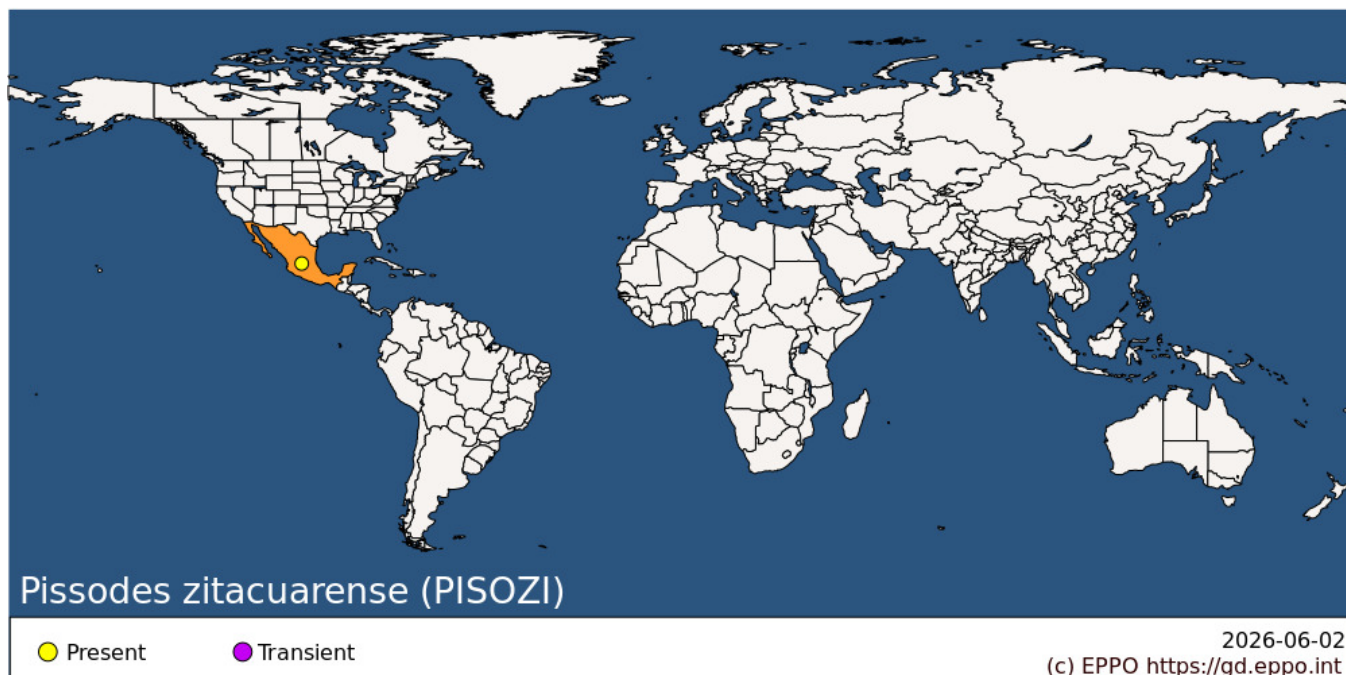 Pissodes zitacuarense (PISOZI)
Present
Transient
2026-06-02
(c) EPPO https://gd.eppo.int